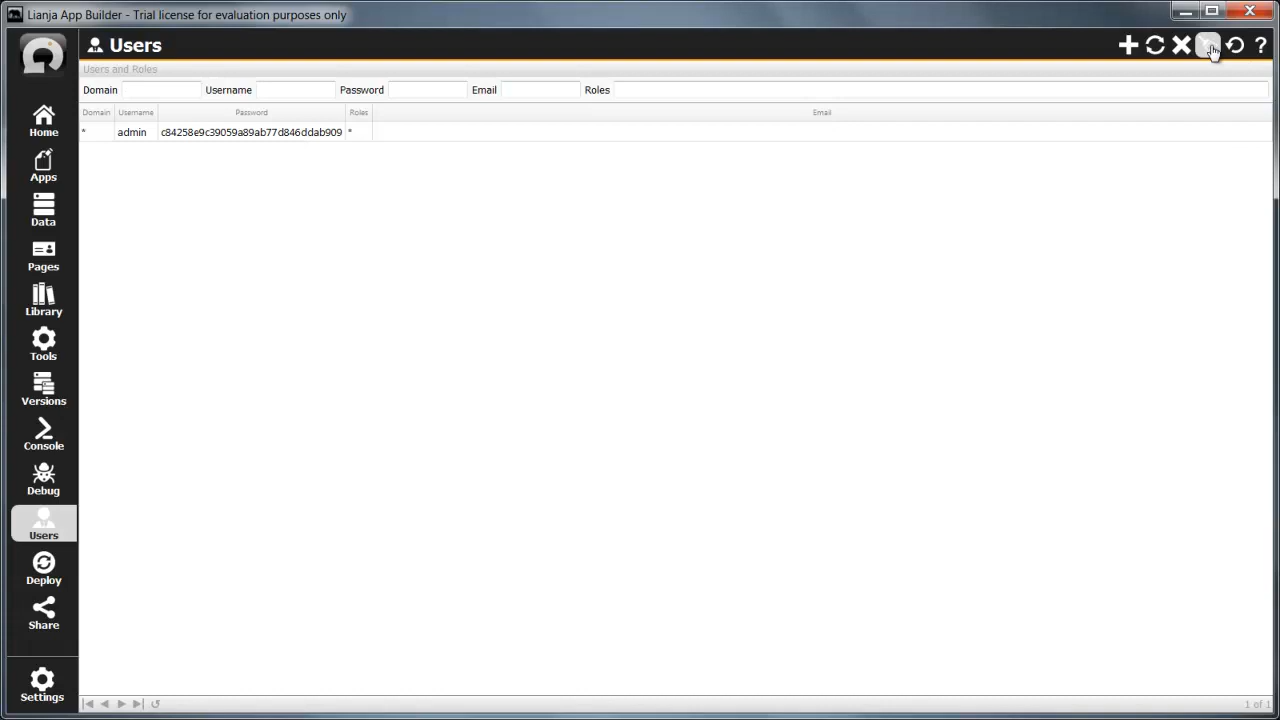 Lianja App Builder - Trial license for evaluation purposes only
Users
Users and Roles
Domain Username Password Email Roles
Domain Username Password Roles Email
* admin c84258e9c39059a89ab77d846ddab909 *
Home
Apps
Data
Pages
Library
Tools
Versions
Console
Debug
Users
Deploy
Share
Settings
1 of 1